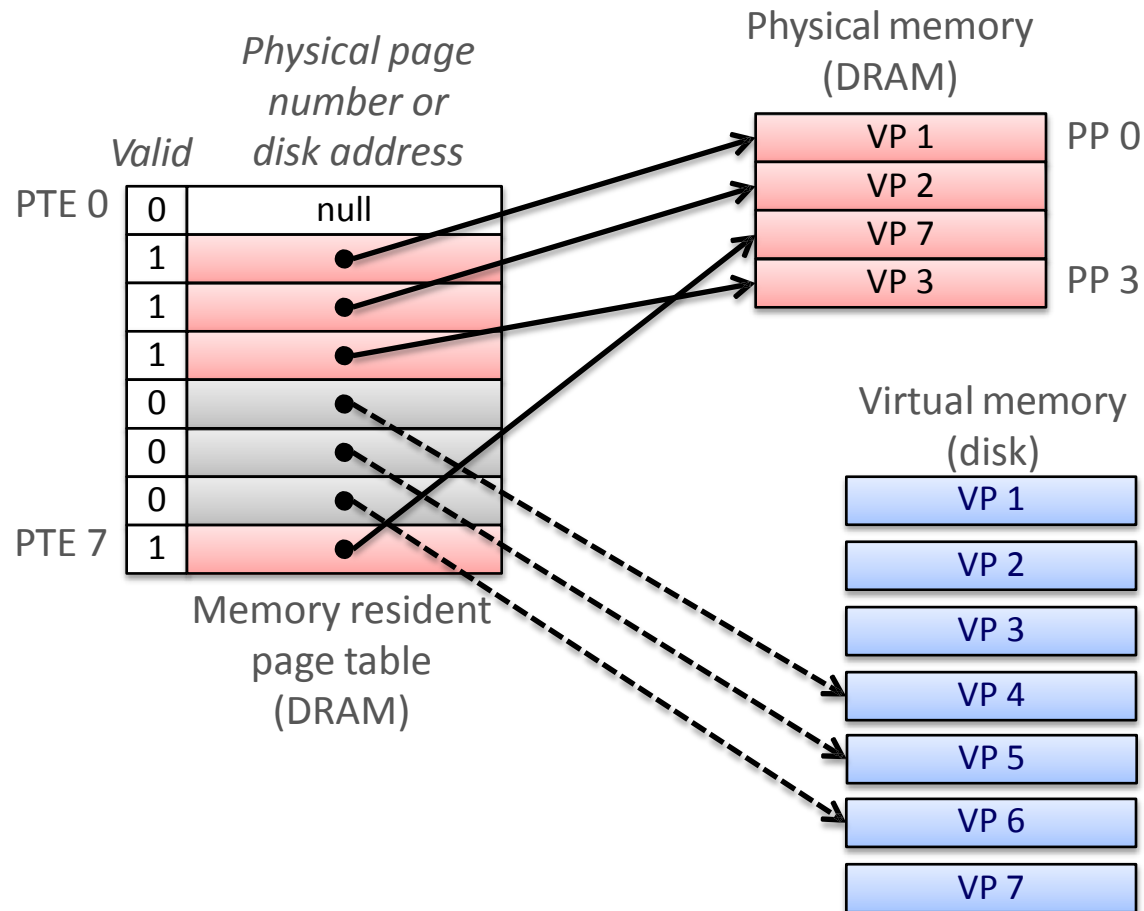 Physical memory
(DRAM)
Physical page
number or
disk address
Valid
VP 1
PP 0
VP 2
VP 7
VP 3
PP 3
PTE 0
0
null
1
1
1
0
0
0
PTE 7
1
Memory resident
page table
(DRAM)
Virtual memory
(disk)
VP 1
VP 2
VP 3
VP 4
VP 5
VP 6
VP 7